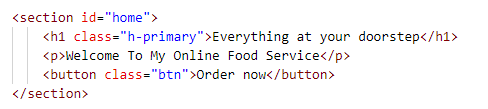 <section id="home">
<h1 class="h-primary">Everything at your doorstep</h1>
<p>Welcome To My Online Food Service</p>
<button class="btn">Order now</button>
</section>